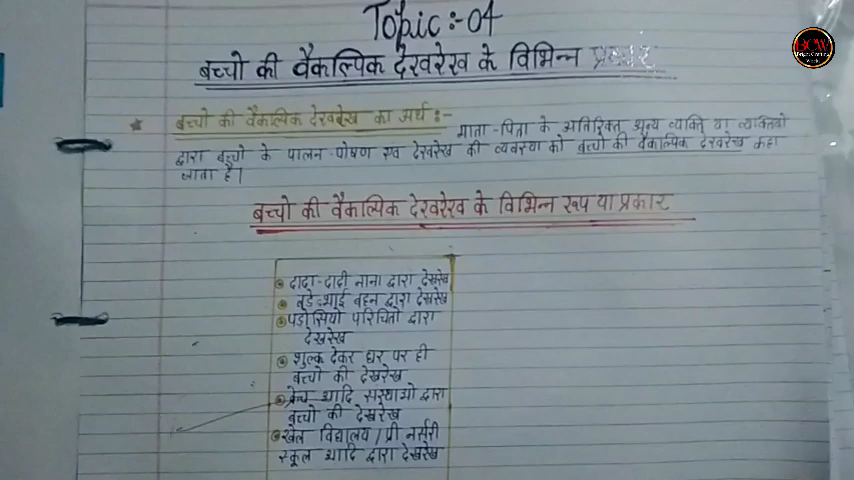 Topic:-04
बच्चो की वैकल्पिक देखरेख के विभिन्न प्रकार
* बच्चो की वैकल्पिक देखरेख का अर्थ :-
माता-पिता के अतिरिक्त अन्य व्यक्ति या व्यक्तियो
द्वारा बच्चो के पालन-पोषण एव देखरेख की व्यवस्था को बच्चो की वैकल्पिक देखरेख कहा
जाता है।
बच्चो की वैकल्पिक देखरेख के विभिन्न रूप या प्रकार
दादा-दादी नाना द्वारा देखरेख
बडे-भाई बहन द्वारा देखरेख
पडोसियो परिचितो द्वारा
देखरेख
शुल्क देकर घर पर ही
बच्चो की देखरेख
क्रेच आदि संस्थाओ द्वारा
बच्चो की देखरेख
खेल विद्यालय / प्री नर्सरी
स्कूल आदि द्वारा देखरेख
BCW